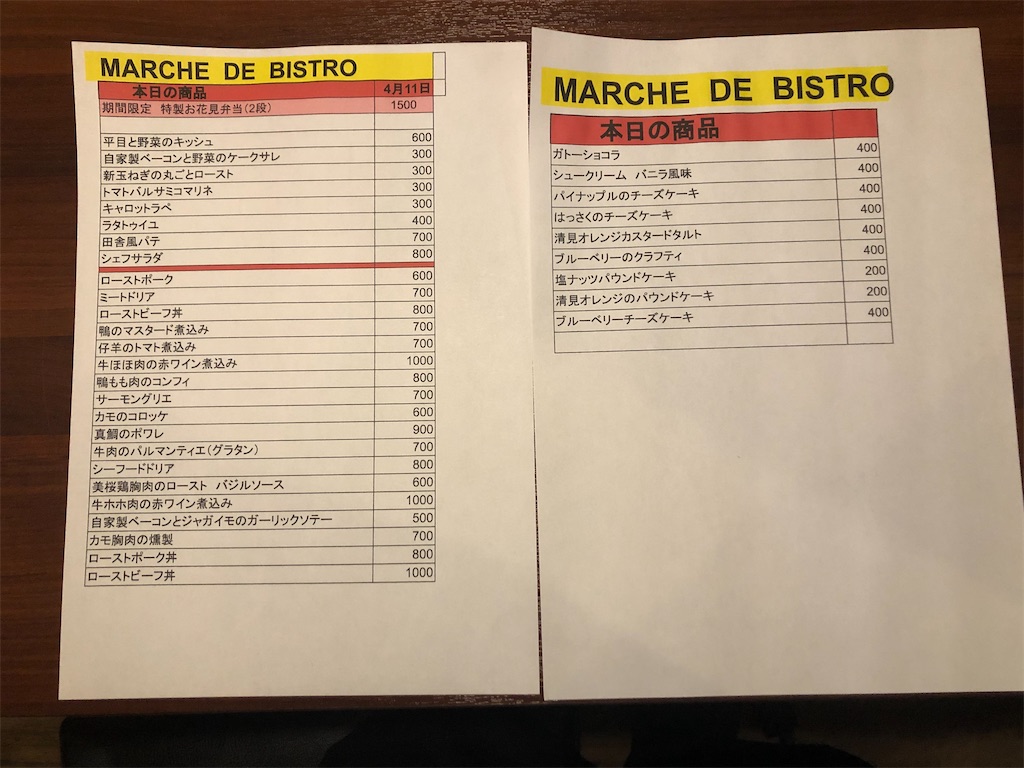 MARCHE DE BISTRO
本日の商品 4月11日
期間限定 特製お花見弁当(2段) 1500
平目と野菜のキッシュ 600
自家製ベーコンと野菜のケークサレ 300
新玉ねぎの丸ごとロースト 300
トマトバルサミコマリネ 300
キャロットラペ 300
ラタトゥイユ 400
田舎風パテ 700
シェフサラダ 800
ローストポーク 600
ミートドリア 700
ローストビーフ丼 800
鴨のマスタード煮込み 700
仔羊のトマト煮込み 700
牛ほほ肉の赤ワイン煮込み 1000
鴨もも肉のコンフィ 800
サーモングリエ 700
カモのコロッケ 600
真鯛のポワレ 900
牛肉のパルマンティエ(グラタン) 700
シーフードドリア 800
美桜鶏胸肉のロースト バジルソース 600
牛ホホ肉の赤ワイン煮込み 1000
自家製ベーコンとジャガイモのガーリックソテー 500
カモ胸肉の燻製 700
ローストポーク丼 800
ローストビーフ丼 1000
MARCHE DE BISTRO
本日の商品
ガトーショコラ 400
シュークリーム バニラ風味 400
パイナップルのチーズケーキ 400
はっさくのチーズケーキ 400
清見オレンジカスタードタルト 400
ブルーベリーのクラフティ 400
塩ナッツパウンドケーキ 200
清見オレンジのパウンドケーキ 200
ブルーベリーチーズケーキ 400